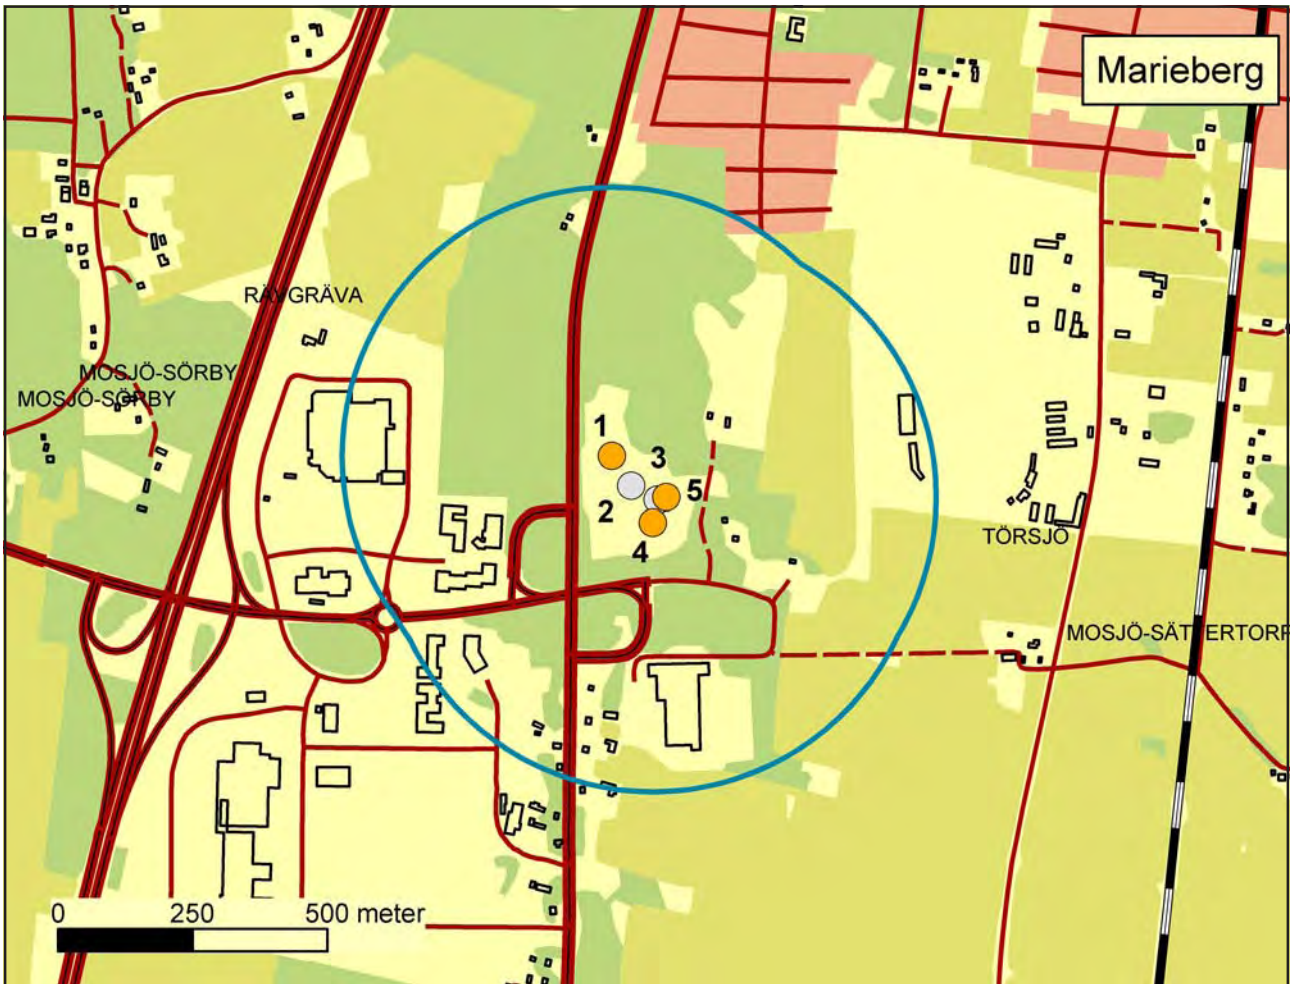 Marieberg
RÄVGRÄVA
MOSJÖ-SÖRBY
MOSJÖ-SÖRBY
1
3
5
2
4
TÖRSJÖ
MOSJÖ-SÄTTERTORP
0 250 500 meter